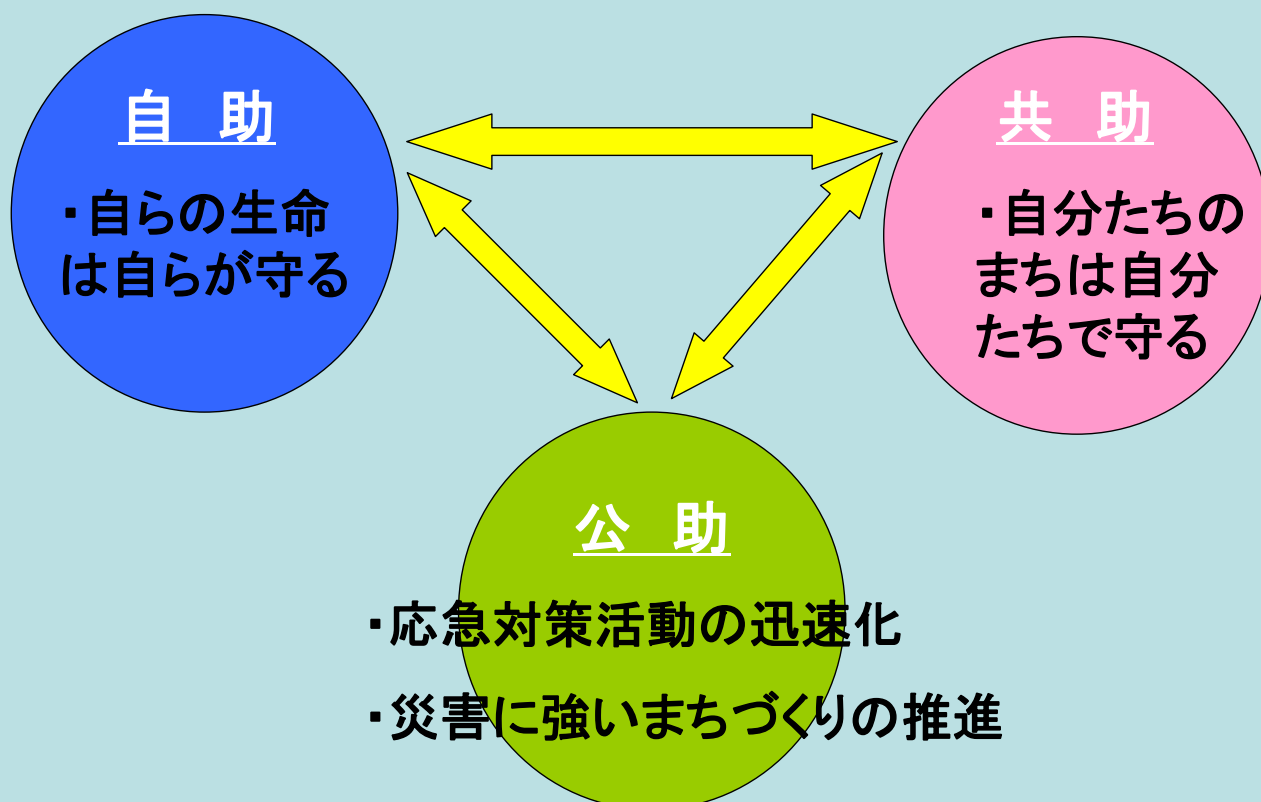 自　助
・自らの生命
は自らが守る
共　助
・自分たちの
まちは自分
たちで守る
公　助
・応急対策活動の迅速化
・災害に強いまちづくりの推進